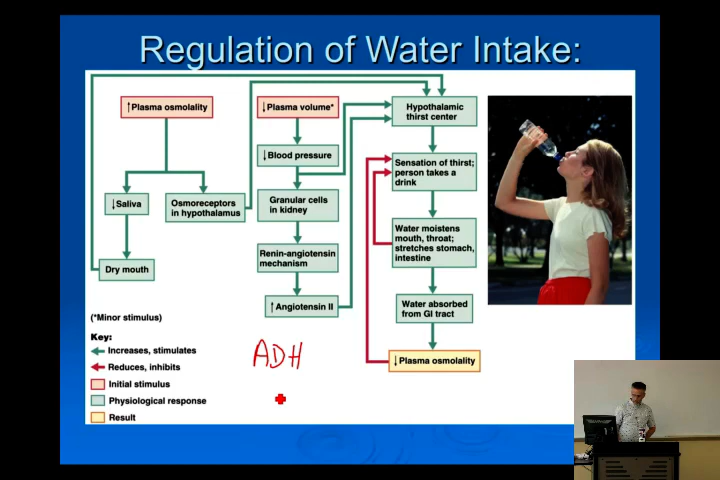 Regulation of Water Intake:
↑Plasma osmolality
↓Plasma volume*
Hypothalamic
thirst center
↓Blood pressure
Sensation of thirst;
person takes a
drink
↓Saliva
Osmoreceptors
in hypothalamus
Granular cells
in kidney
Water moistens
mouth, throat;
stretches stomach,
intestine
Dry mouth
Renin-angiotensin
mechanism
↑Angiotensin II
Water absorbed
from GI tract
↓Plasma osmolality
(*Minor stimulus)
Key:
Increases, stimulates
Reduces, inhibits
Initial stimulus
Physiological response
Result
ADH